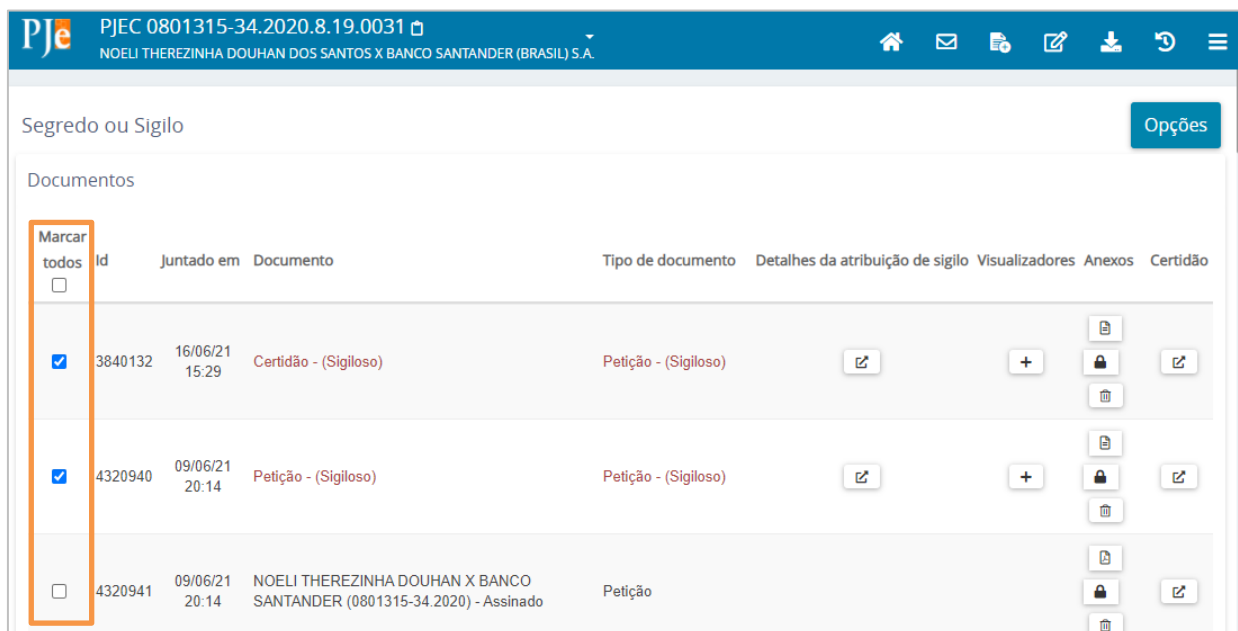 PJe PJEC 0801315-34.2020.8.19.0031
NOELI THEREZINHA DOUHAN DOS SANTOS X BANCO SANTANDER (BRASIL) S.A.
Segredo ou Sigilo
Opções
Documentos
Marcar
todos Id Juntado em Documento Tipo de documento Detalhes da atribuição de sigilo Visualizadores Anexos Certidão
3840132 16/06/21 15:29 Certidão - (Sigiloso) Petição - (Sigiloso)
4320940 09/06/21 20:14 Petição - (Sigiloso) Petição - (Sigiloso)
4320941 09/06/21 20:14 NOELI THEREZINHA DOUHAN X BANCO
SANTANDER (0801315-34.2020) - Assinado Petição